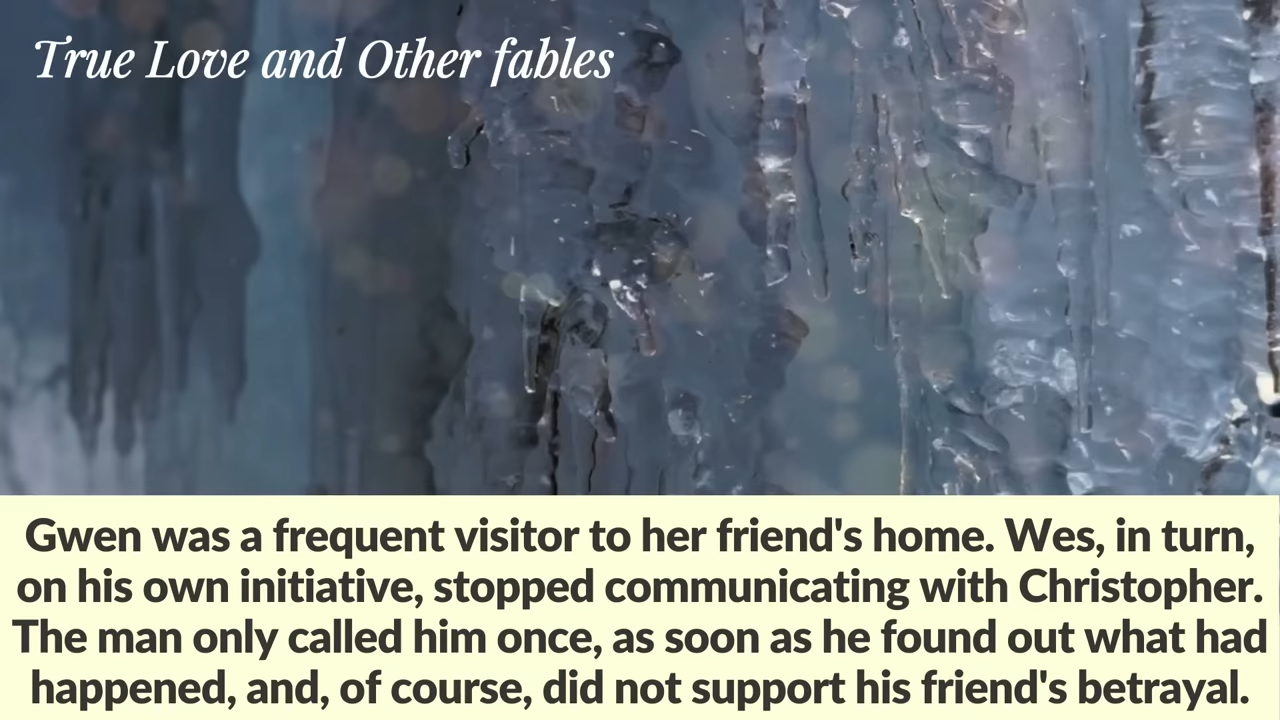 True Love and Other fables
Gwen was a frequent visitor to her friend's home. Wes, in turn,
on his own initiative, stopped communicating with Christopher.
The man only called him once, as soon as he found out what had
happened, and, of course, did not support his friend's betrayal.